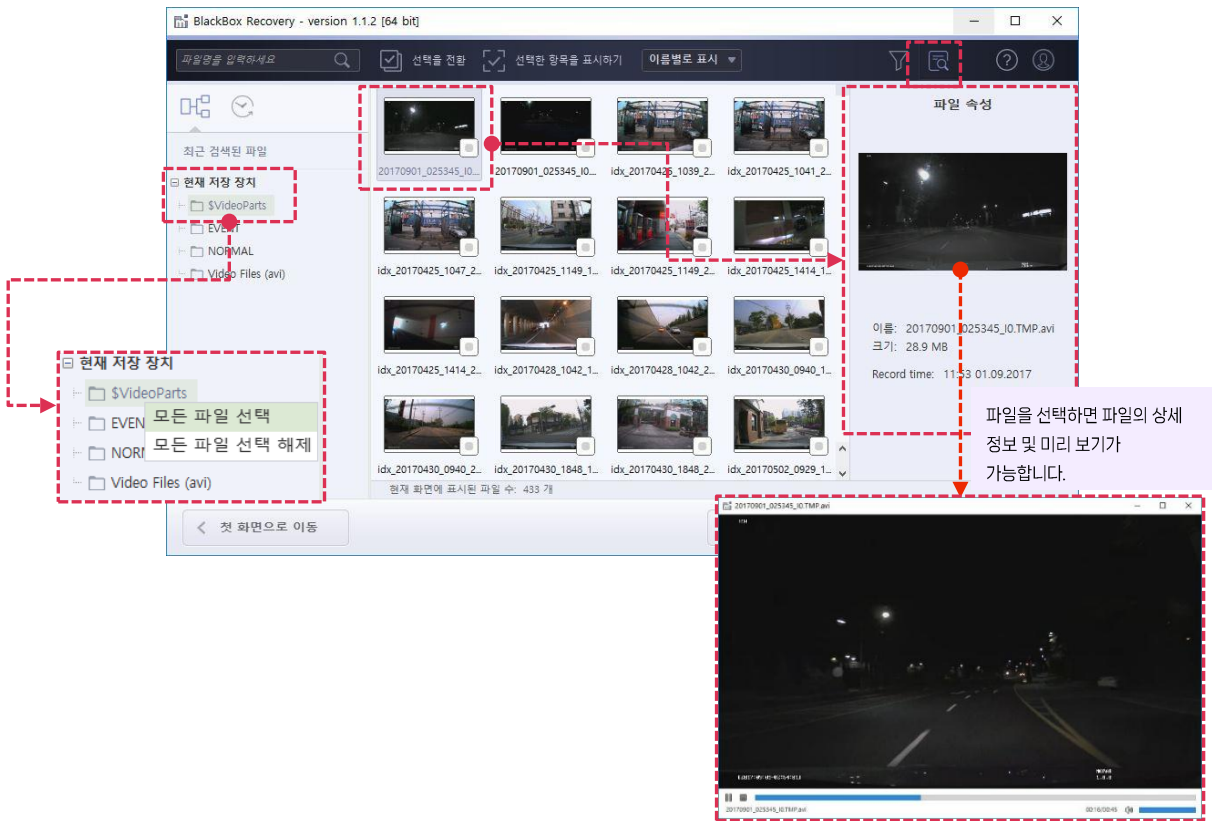 BlackBox Recovery - version 1.1.2 [64 bit]
파일명을 입력하세요
선택을 전환
선택한 항목을 표시하기
이름별로 표시
최근 검색된 파일
현재 저장 장치
$VideoParts
EVENT
NORMAL
Video Files (avi)
20170901_025345_I0...
20170901_025345_I0...
idx_20170425_1039_2...
idx_20170425_1041_2...
idx_20170425_1047_2...
idx_20170425_1149_1...
idx_20170425_1149_2...
idx_20170425_1414_1...
idx_20170425_1414_2...
idx_20170428_1042_1...
idx_20170428_1042_2...
idx_20170430_0940_1...
idx_20170430_0940_2...
idx_20170430_1848_1...
idx_20170430_1848_2...
idx_20170502_0929_1...
현재 화면에 표시된 파일 수: 433 개
파일 속성
이름: 20170901_025345_I0.TMP.avi
크기: 28.9 MB
Record time: 11:53 01.09.2017
현재 저장 장치
$VideoParts
EVEN
NORM
Video Files (avi)
모든 파일 선택
모든 파일 선택 해제
첫 화면으로 이동
파일을 선택하면 파일의 상세
정보 및 미리 보기가
가능합니다.
20170901_025345_I0.TMP.avi
20170901_025345_I0.TMP.avi
00:16/00:45